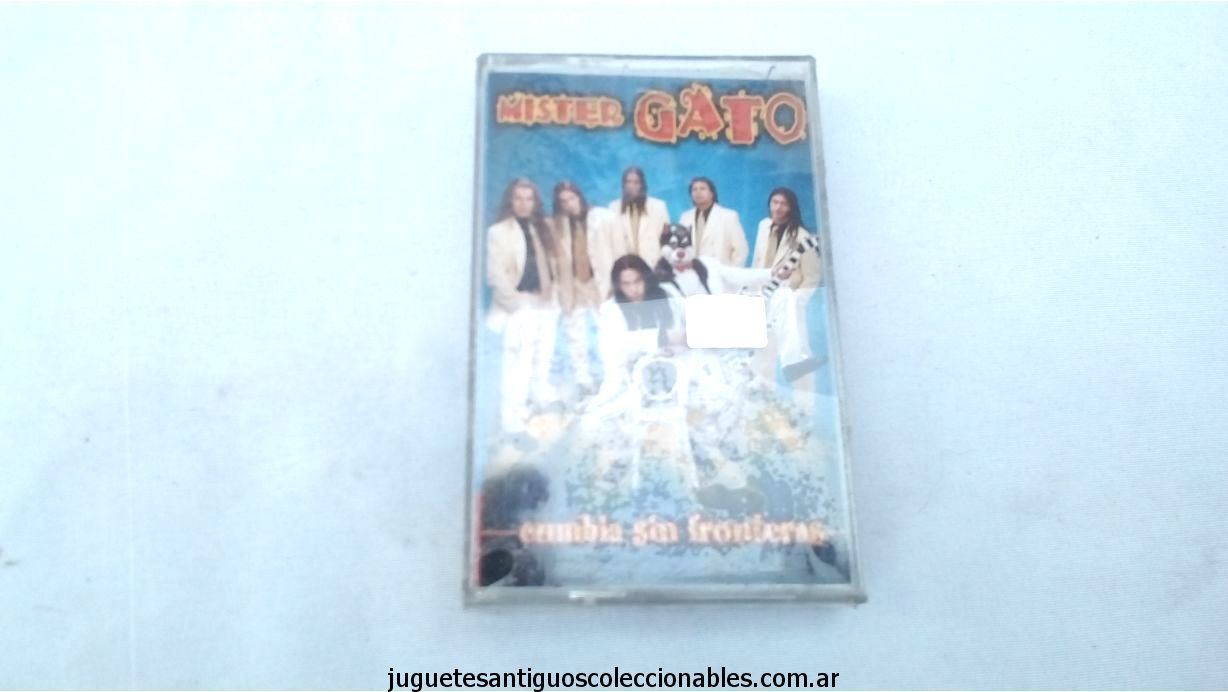 MISTER GATO
cumbia sin fronteras
juguetesantiguoscoleccionables.com.ar